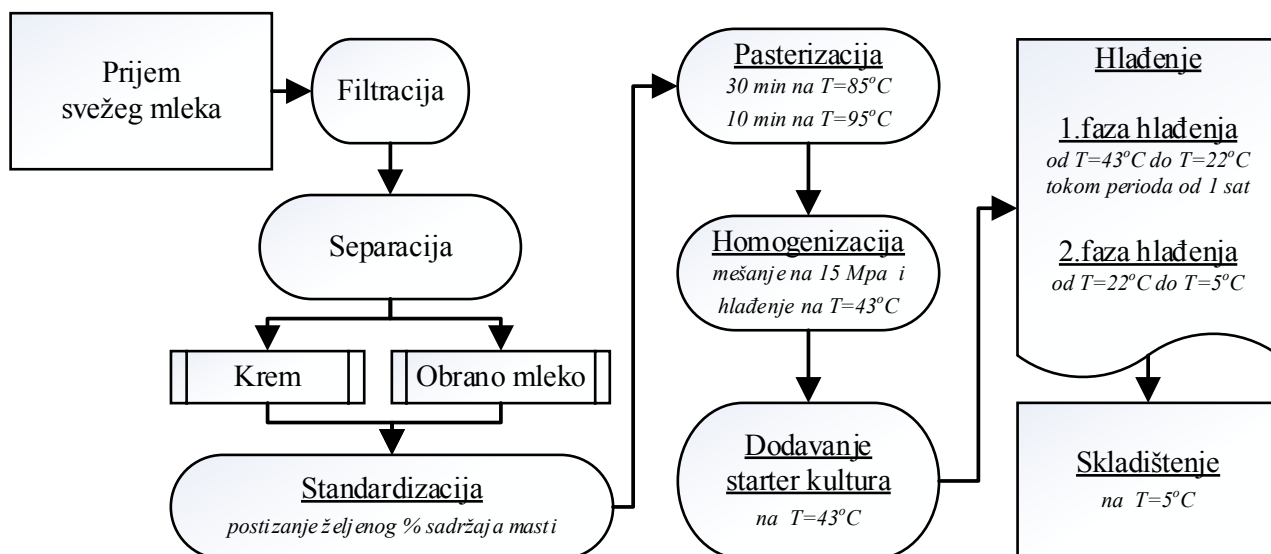 Prijem
svežeg mleka
Filtracija
Separacija
Krem
Obrano mleko
Standardizacija
postizanje željenog % sadržaja masti
Pasterizacija
30 min na T=85°C
10 min na T=95°C
Homogenizacija
mešanje na 15 Mpa i
hlađenje na T=43°C
Dodavanje
starter kultura
na T=43°C
Hlađenje
1.faza hlađenja
od T=43°C do T=22°C
tokom perioda od 1 sat
2.faza hlađenja
od T=22°C do T=5°C
Skladištenje
na T=5°C